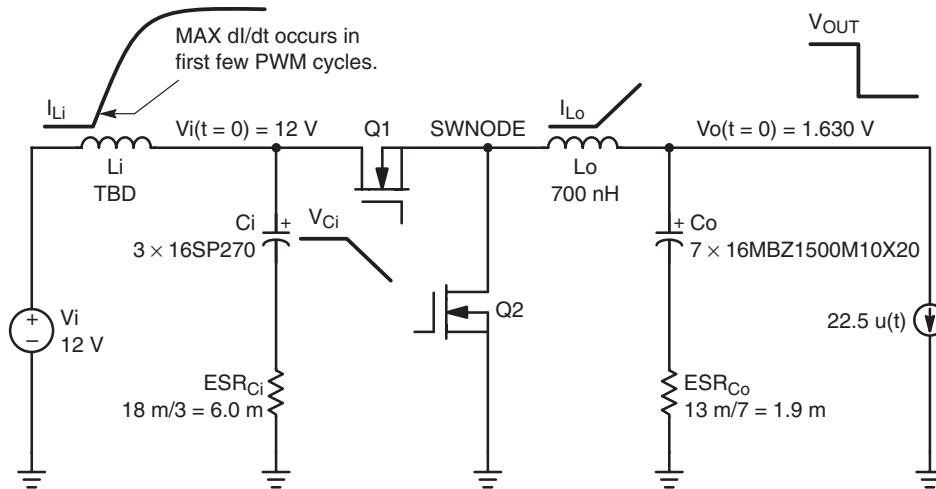 MAX dI/dt occurs in
first few PWM cycles.
V_OUT
I_Li
I_Lo
Vi(t = 0) = 12 V
Q1
SWNODE
Vo(t = 0) = 1.630 V
Li
TBD
Lo
700 nH
Ci
+
3 × 16SP270
V_Ci
+
Co
7 × 16MBZ1500M10X20
Q2
+
−
Vi
12 V
22.5 u(t)
ESR_Ci
18 m/3 = 6.0 m
ESR_Co
13 m/7 = 1.9 m